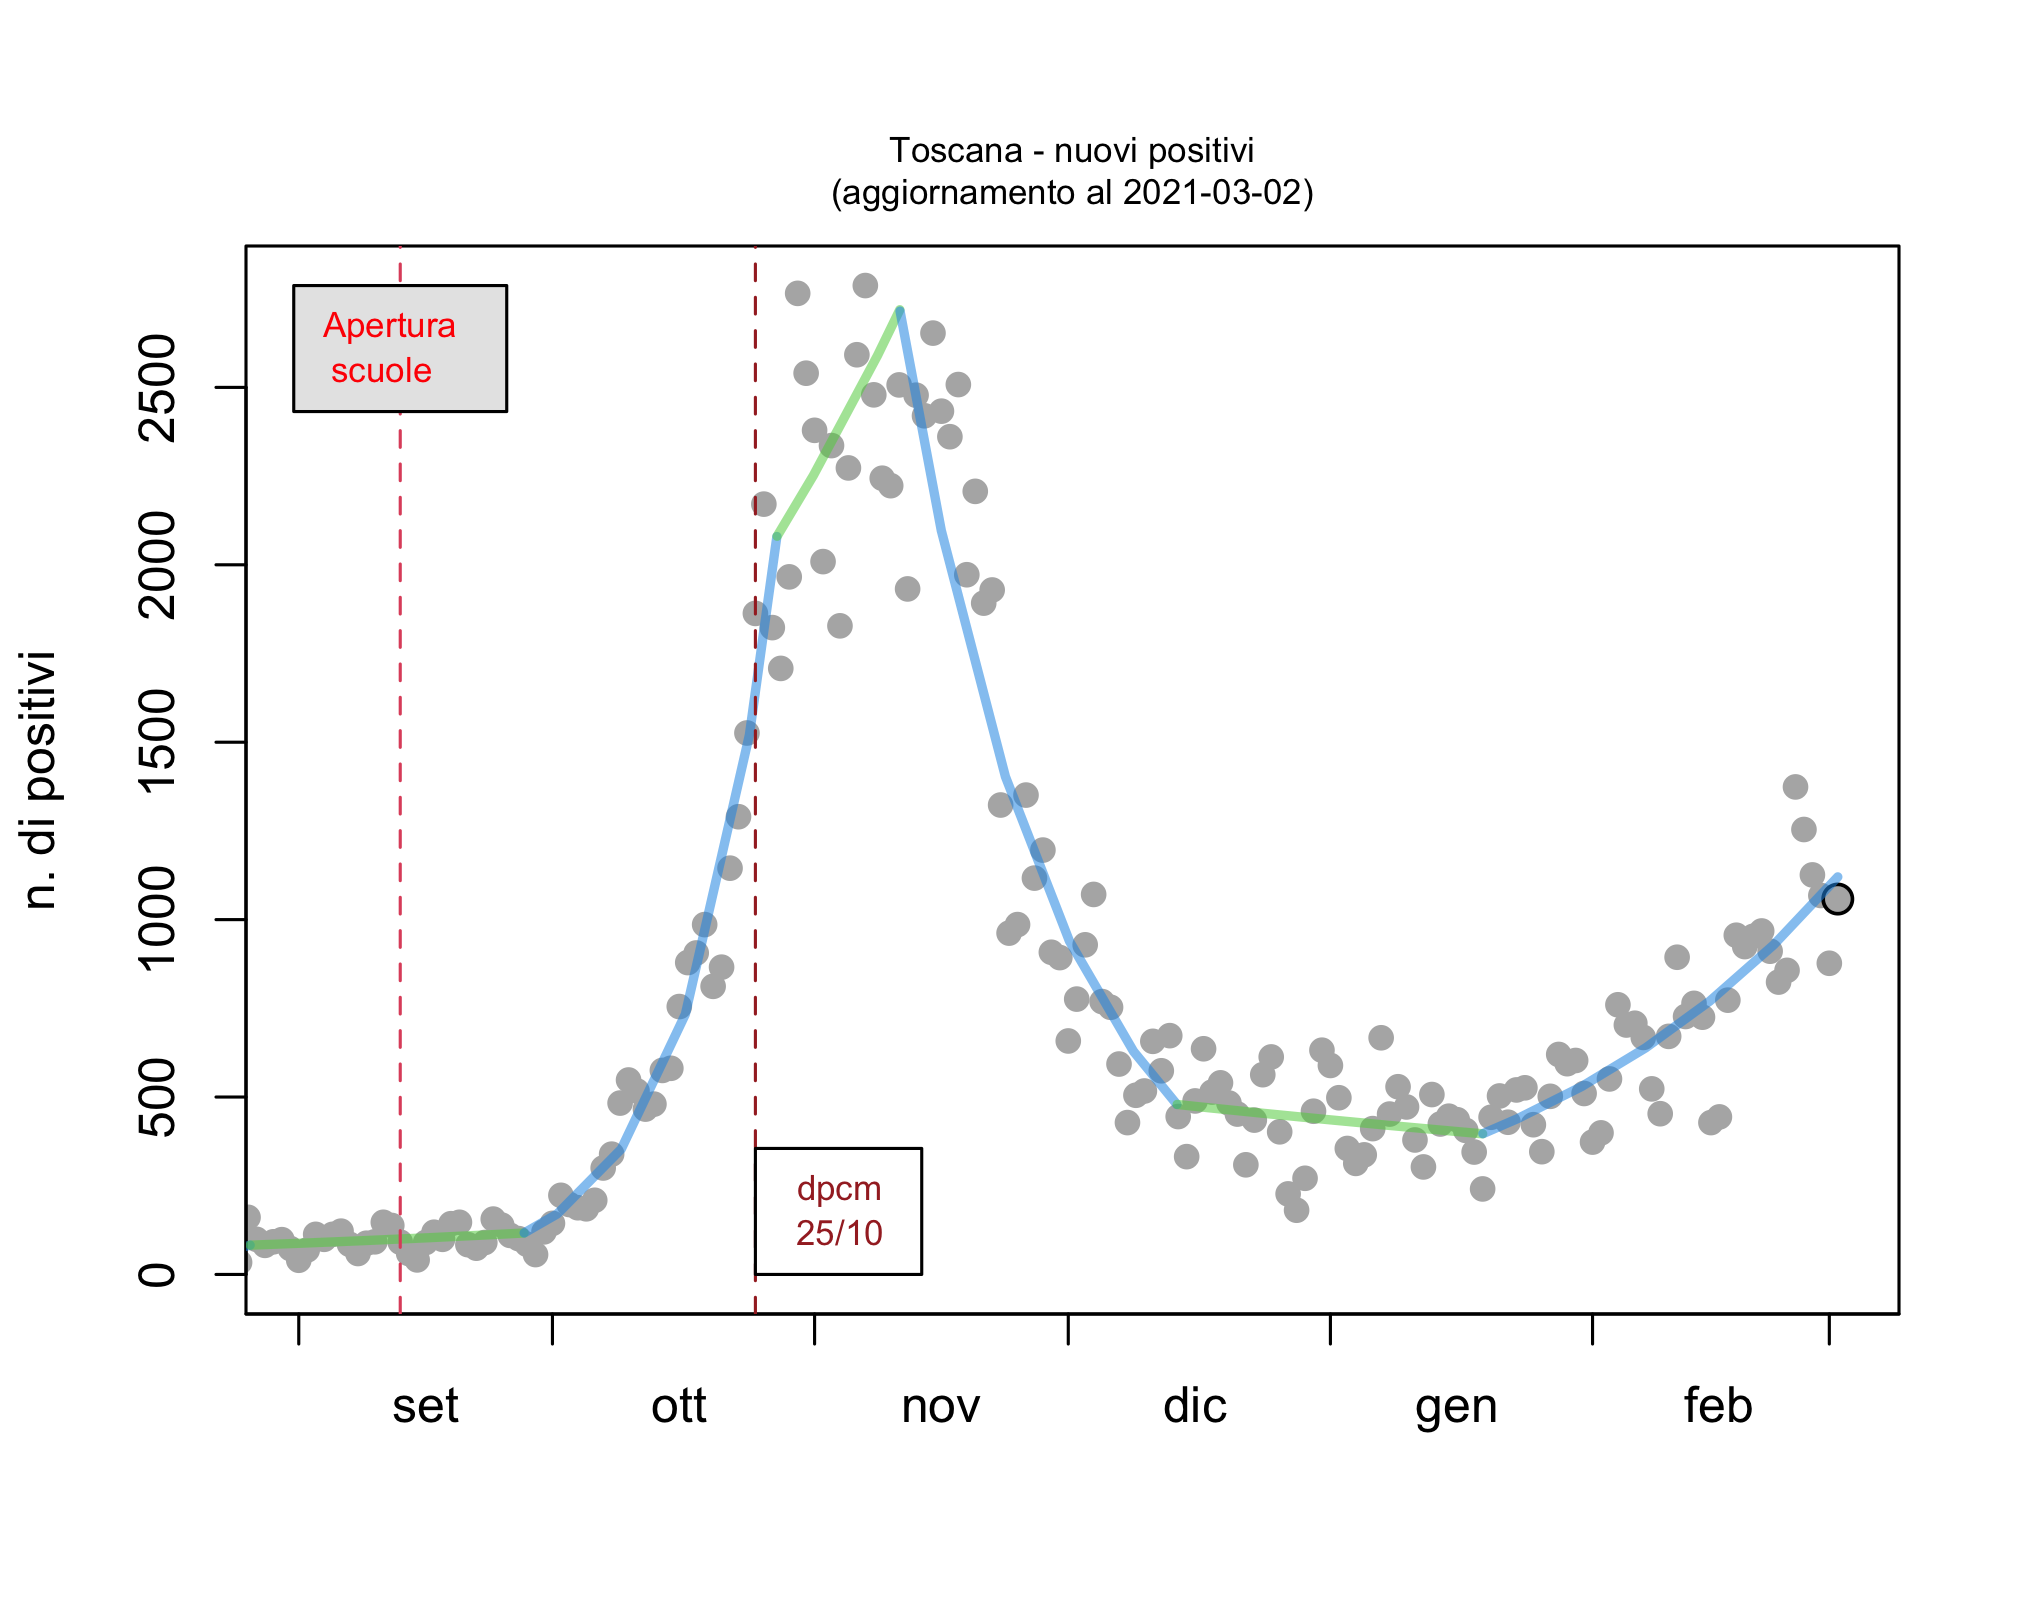 Toscana - nuovi positivi
(aggiornamento al 2021-03-02)
n. di positivi
2500
2000
1500
1000
500
0
Apertura
scuole
dpcm
25/10
set
ott
nov
dic
gen
feb